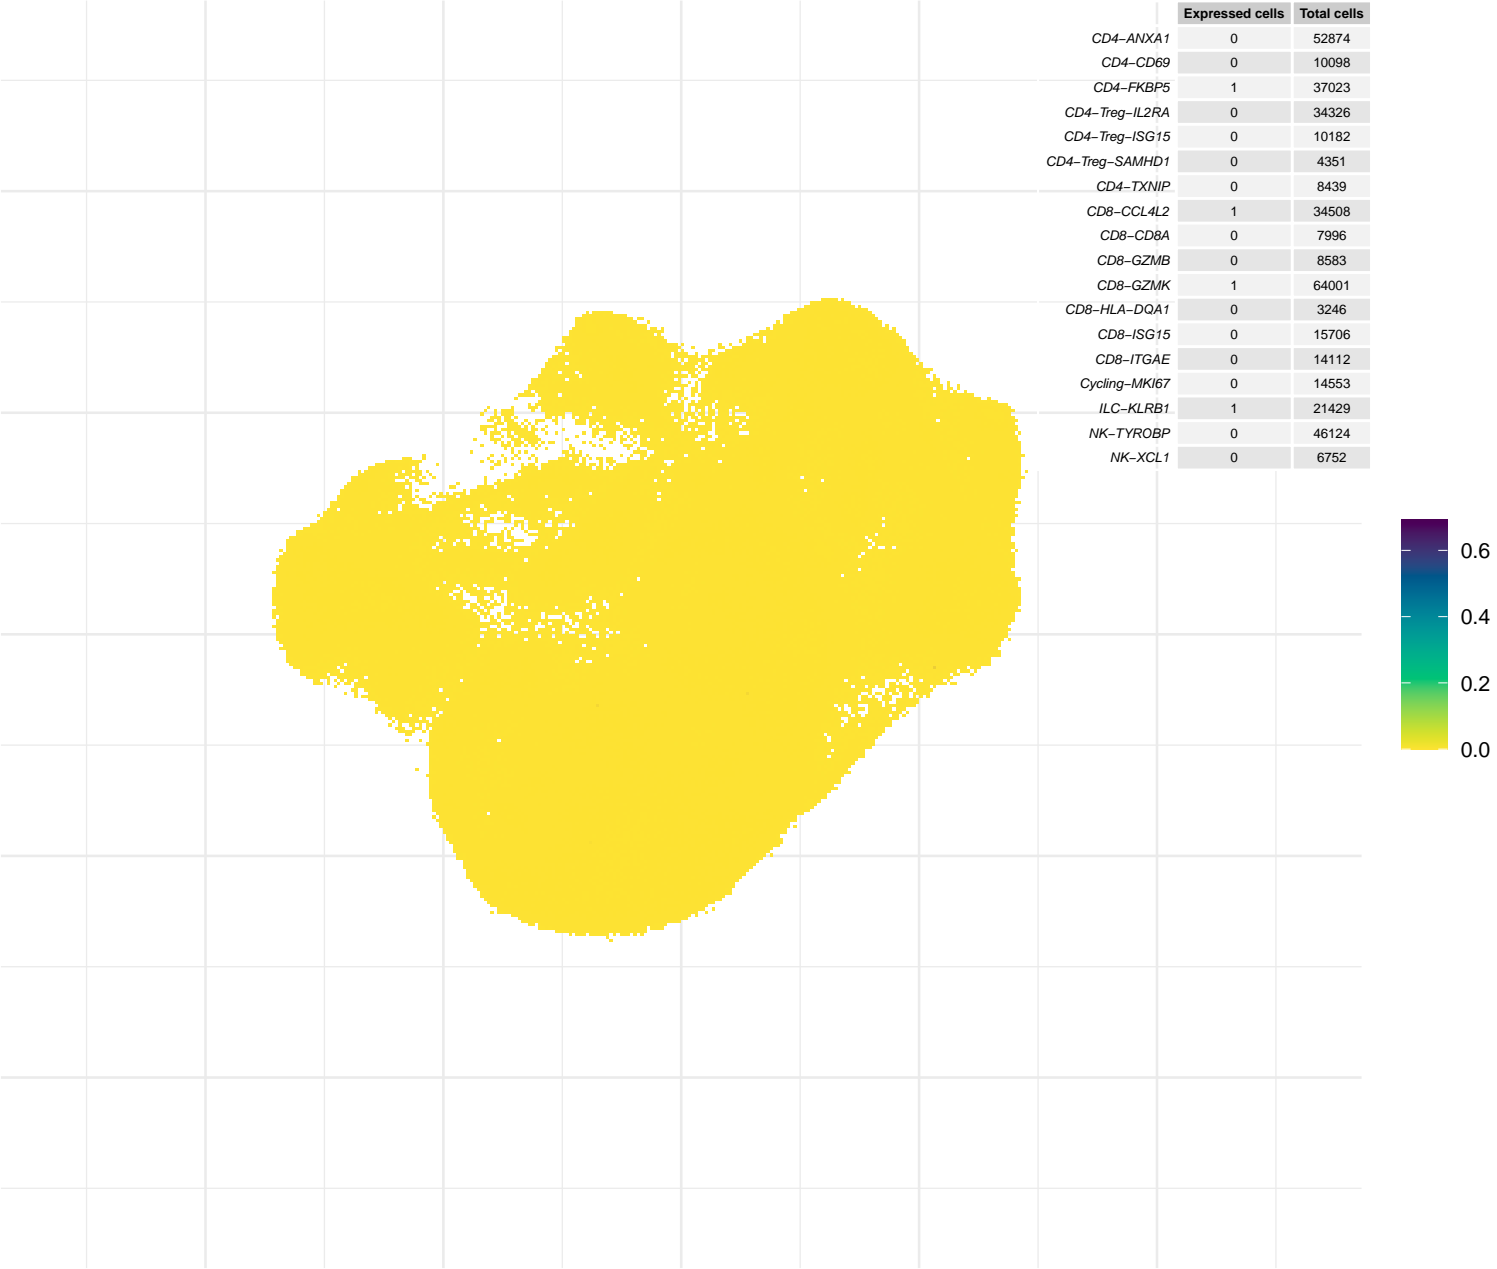 Expressed cells Total cells
CD4−ANXA1 0 52874
CD4−CD69 0 10098
CD4−FKBP5 1 37023
CD4−Treg−IL2RA 0 34326
CD4−Treg−ISG15 0 10182
CD4−Treg−SAMHD1 0 4351
CD4−TXNIP 0 8439
CD8−CCL4L2 1 34508
CD8−CD8A 0 7996
CD8−GZMB 0 8583
CD8−GZMK 1 64001
CD8−HLA−DQA1 0 3246
CD8−ISG15 0 15706
CD8−ITGAE 0 14112
Cycling−MKI67 0 14553
ILC−KLRB1 1 21429
NK−TYROBP 0 46124
NK−XCL1 0 6752
0.6
0.4
0.2
0.0